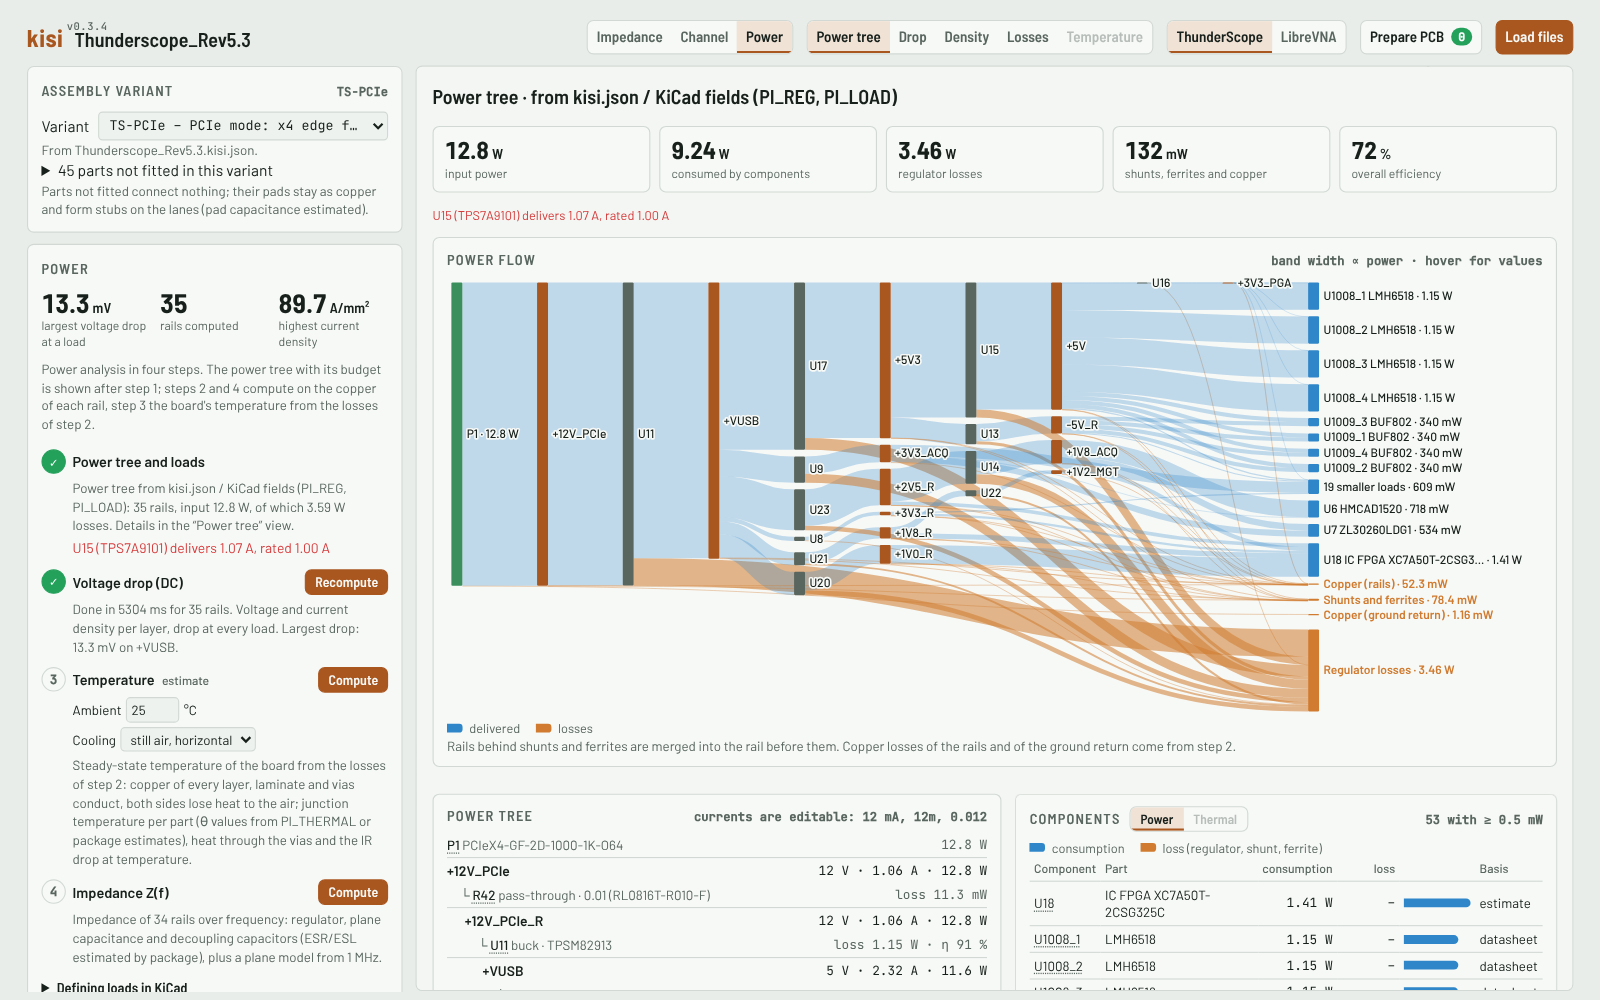 kisi v0.3.4 Thunderscope_Rev5.3
Impedance Channel Power
Power tree Drop Density Losses Temperature
ThunderScope LibreVNA
Prepare PCB 0
Load files
ASSEMBLY VARIANT TS-PCIe
Variant TS-PCIe – PCIe mode: x4 edge f…
From Thunderscope_Rev5.3.kisi.json.
▶ 45 parts not fitted in this variant
Parts not fitted connect nothing; their pads stay as copper
and form stubs on the lanes (pad capacitance estimated).
POWER
13.3 mV 35 89.7 A/mm²
largest voltage drop rails computed highest current
at a load density
Power analysis in four steps. The power tree with its budget
is shown after step 1; steps 2 and 4 compute on the copper
of each rail, step 3 the board's temperature from the losses
of step 2.
✓ Power tree and loads
Power tree from kisi.json / KiCad fields (PI_REG,
PI_LOAD): 35 rails, input 12.8 W, of which 3.59 W
losses. Details in the “Power tree” view.
U15 (TPS7A9101) delivers 1.07 A, rated 1.00 A
✓ Voltage drop (DC) Recompute
Done in 5304 ms for 35 rails. Voltage and current
density per layer, drop at every load. Largest drop:
13.3 mV on +VUSB.
3 Temperature estimate Compute
Ambient 25 °C
Cooling still air, horizontal
Steady-state temperature of the board from the losses
of step 2: copper of every layer, laminate and vias
conduct, both sides lose heat to the air; junction
temperature per part (θ values from PI_THERMAL or
package estimates), heat through the vias and the IR
drop at temperature.
4 Impedance Z(f) Compute
Impedance of 34 rails over frequency: regulator, plane
capacitance and decoupling capacitors (ESR/ESL
estimated by package), plus a plane model from 1 MHz.
▶ Defining loads in KiCad
Power tree · from kisi.json / KiCad fields (PI_REG, PI_LOAD)
12.8 W
input power
9.24 W
consumed by components
3.46 W
regulator losses
132 mW
shunts, ferrites and copper
72 %
overall efficiency
U15 (TPS7A9101) delivers 1.07 A, rated 1.00 A
POWER FLOW band width ∝ power · hover for values
P1 · 12.8 W
+12V_PCIe
U11
+VUSB
U17
U9
U23
U8
U21
U20
+5V3
+3V3_ACQ
+2V5_R
+3V3_R
+1V8_R
+1V0_R
U15
U13
U14
U22
+5V
-5V_R
+1V8_ACQ
+1V2_MGT
U16
+3V3_PGA
U1008_1 LMH6518 · 1.15 W
U1008_2 LMH6518 · 1.15 W
U1008_3 LMH6518 · 1.15 W
U1008_4 LMH6518 · 1.15 W
U1009_3 BUF802 · 340 mW
U1009_1 BUF802 · 340 mW
U1009_4 BUF802 · 340 mW
U1009_2 BUF802 · 340 mW
19 smaller loads · 609 mW
U6 HMCAD1520 · 718 mW
U7 ZL30260LDG1 · 534 mW
U18 IC FPGA XC7A50T-2CSG3… · 1.41 W
Copper (rails) · 52.3 mW
Shunts and ferrites · 78.4 mW
Copper (ground return) · 1.16 mW
Regulator losses · 3.46 W
delivered losses
Rails behind shunts and ferrites are merged into the rail before them. Copper losses of the rails and of the ground return come from step 2.
POWER TREE currents are editable: 12 mA, 12m, 0.012
P1 PCIeX4-GF-2D-1000-1K-064 12.8 W
+12V_PCIe 12 V · 1.06 A · 12.8 W
└ R42 pass-through · 0.01 (RL0816T-R010-F) loss 11.3 mW
+12V_PCIe_R 12 V · 1.06 A · 12.8 W
└ U11 buck · TPSM82913 loss 1.15 W · η 91 %
+VUSB 5 V · 2.32 A · 11.6 W
COMPONENTS Power Thermal 53 with ≥ 0.5 mW
consumption loss (regulator, shunt, ferrite)
Component Part consumption loss Basis
U18 IC FPGA XC7A50T-2CSG325C 1.41 W – estimate
U1008_1 LMH6518 1.15 W – datasheet
U1008_2 LMH6518 1.15 W – datasheet